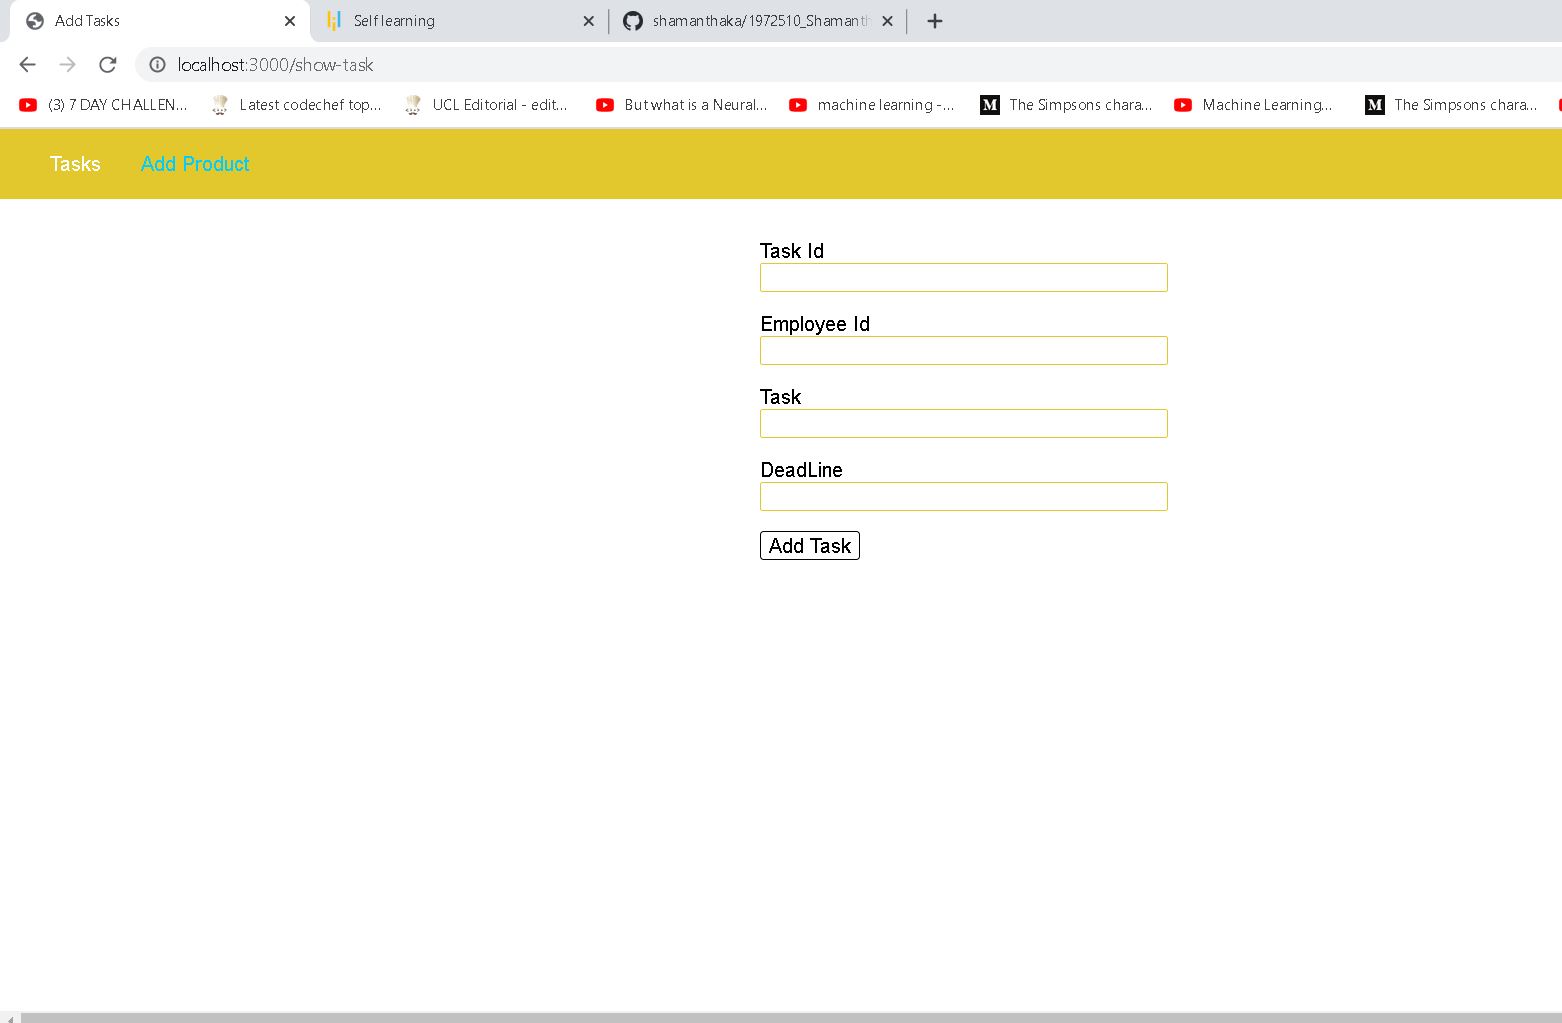 Add Tasks
Self learning
shamanthaka/1972510_Shamanth
localhost:3000/show-task
(3) 7 DAY CHALLEN...
Latest codechef top...
UCL Editorial - edit...
But what is a Neural...
machine learning -...
M
The Simpsons chara...
Machine Learning...
M
The Simpsons chara...
Tasks
Add Product
Task Id
Employee Id
Task
DeadLine
Add Task